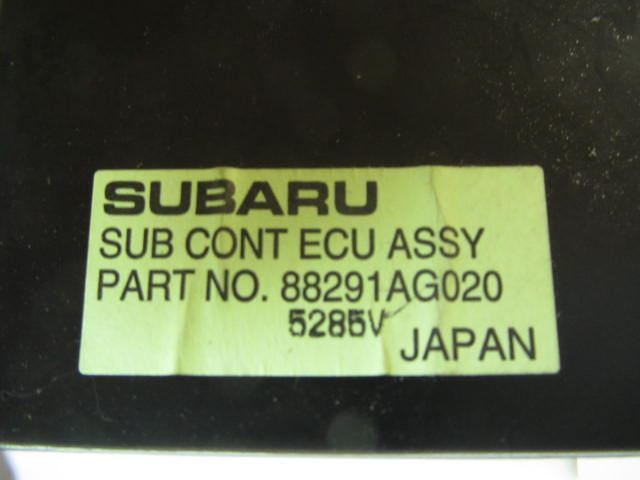 SUBARU
SUB CONT ECU ASSY
PART NO. 88291AG020
5285V
JAPAN